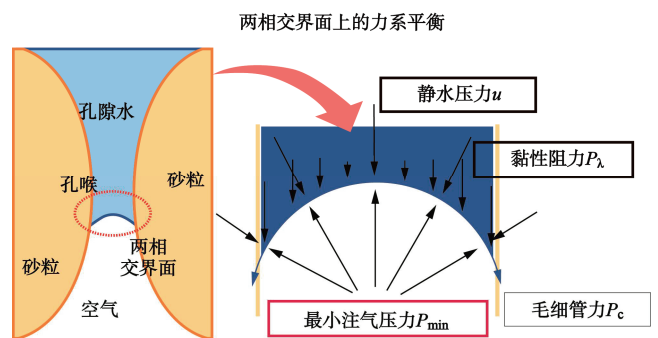 两相交界面上的力系平衡
孔隙水
静水压力u
黏性阻力Pλ
孔喉
砂粒
两相
交界面
砂粒
空气
最小注气压力Pmin
毛细管力Pc